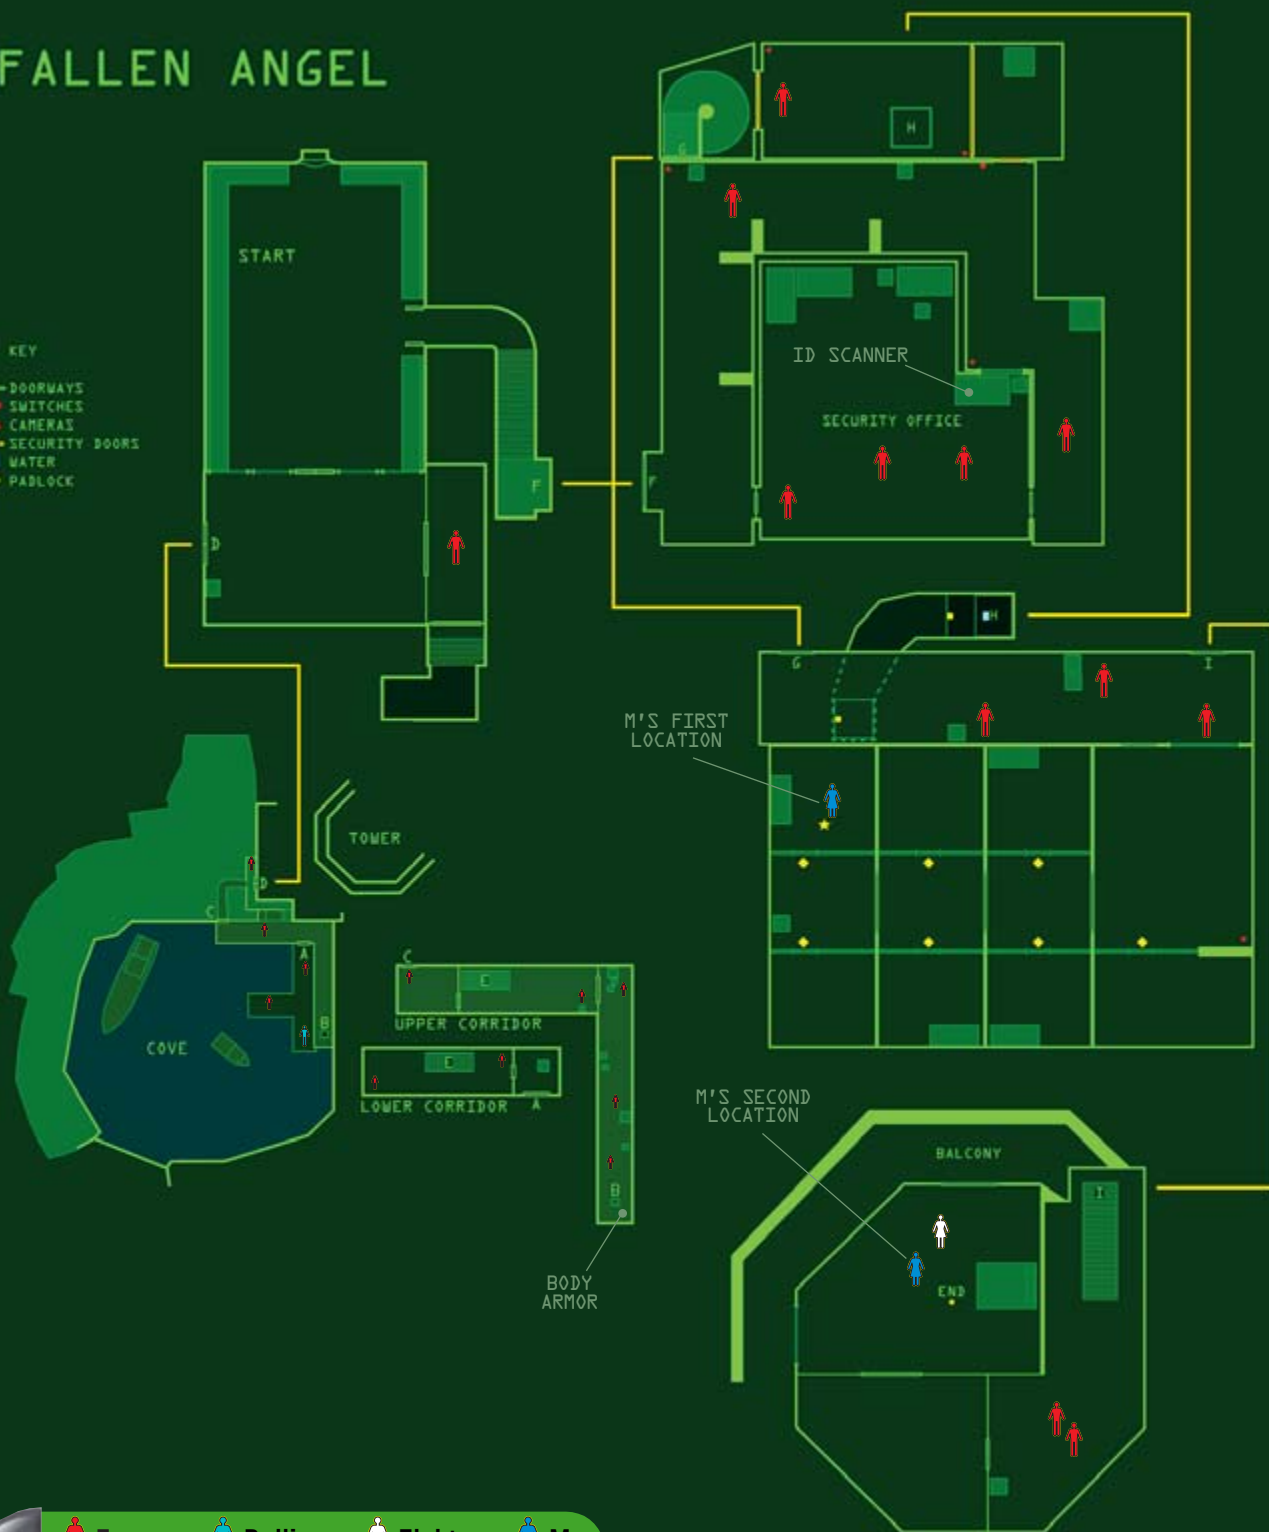 FALLEN ANGEL
START
KEY
DOORWAYS
SWITCHES
CAMERAS
SECURITY DOORS
WATER
PADLOCK
F
D
G
H
ID SCANNER
SECURITY OFFICE
F
H
G
I
M'S FIRST
LOCATION
TOWER
D
C
A
B
COVE
C
E
UPPER CORRIDOR
E
LOWER CORRIDOR
A
B
BODY
ARMOR
M'S SECOND
LOCATION
BALCONY
I
END